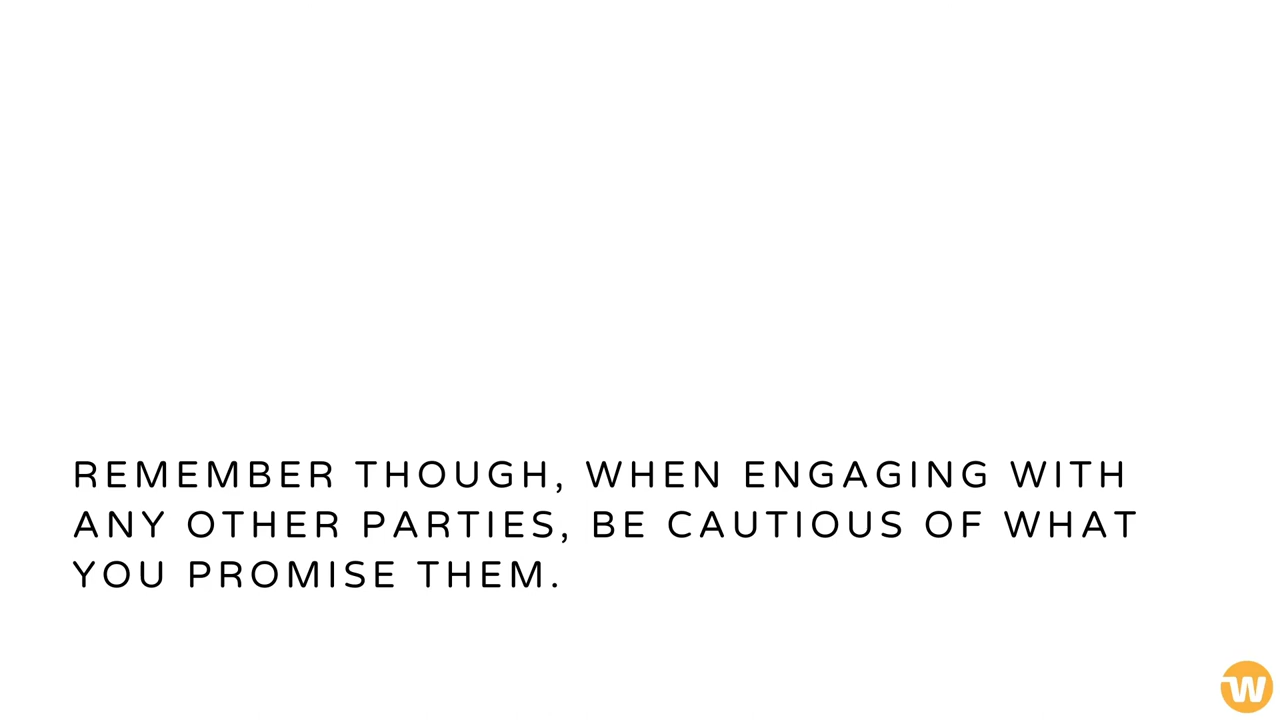 REMEMBER THOUGH, WHEN ENGAGING WITH
ANY OTHER PARTIES, BE CAUTIOUS OF WHAT
YOU PROMISE THEM.
W